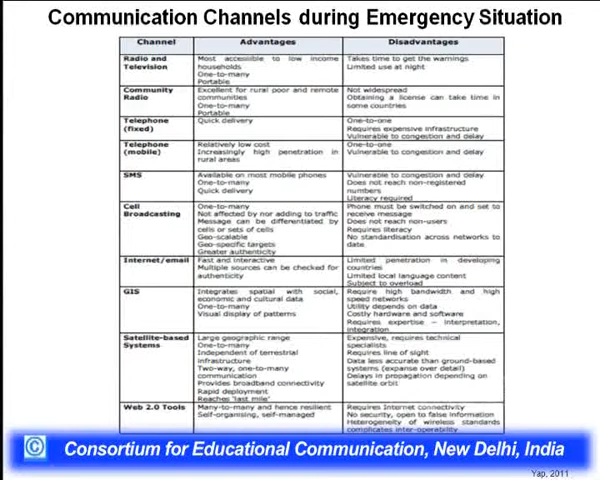 Communication Channels during Emergency Situation
Channel Advantages Disadvantages
Radio and Television
Most accessible to low income households
One-to-many
Portable
Takes time to get the warnings
Limited use at night
Community Radio
Excellent for rural poor and remote communities
One-to-many
Portable
Not widespread
Obtaining a license can take time in some countries
Telephone (fixed)
Quick delivery
One-to-one
Requires expensive infrastructure
Vulnerable to congestion and delay
Telephone (mobile)
Relatively low cost
Increasingly high penetration in rural areas
One-to-one
Vulnerable to congestion and delay
SMS
Available on most mobile phones
One-to-many
Quick delivery
Vulnerable to congestion and delay
Does not reach non-registered numbers
Literacy required
Cell Broadcasting
One-to-many
Not affected by nor adding to traffic
Message can be differentiated by cells or sets of cells
Geo-scalable
Geo-specific targets
Greater authenticity
Phone must be switched on and set to receive message
Does not reach non-users
Requires literacy
No standardisation across networks to date
Internet/email
Fast and interactive
Multiple sources can be checked for authenticity
Limited penetration in developing countries
Limited local language content
Subject to overload
GIS
Integrates spatial with social, economic and cultural data
One-to-many
Visual display of patterns
Require high bandwidth and high speed networks
Utility depends on data
Costly hardware and software
Requires expertise – interpretation, integration
Satellite-based Systems
Large geographic range
One-to-many
Independent of terrestrial infrastructure
Two-way, one-to-many communication
Provides broadband connectivity
Rapid deployment
Reaches 'last mile'
Expensive, requires technical specialists
Requires line of sight
Data less accurate than ground-based systems (expanse over detail)
Delays in propagation depending on satellite orbit
Web 2.0 Tools
Many-to-many and hence resilient
Self-organising, self-managed
Requires Internet connectivity
No security, open to false information
Heterogeneity of wireless standards complicates inter-operability
© Consortium for Educational Communication, New Delhi, India
Yap, 2011